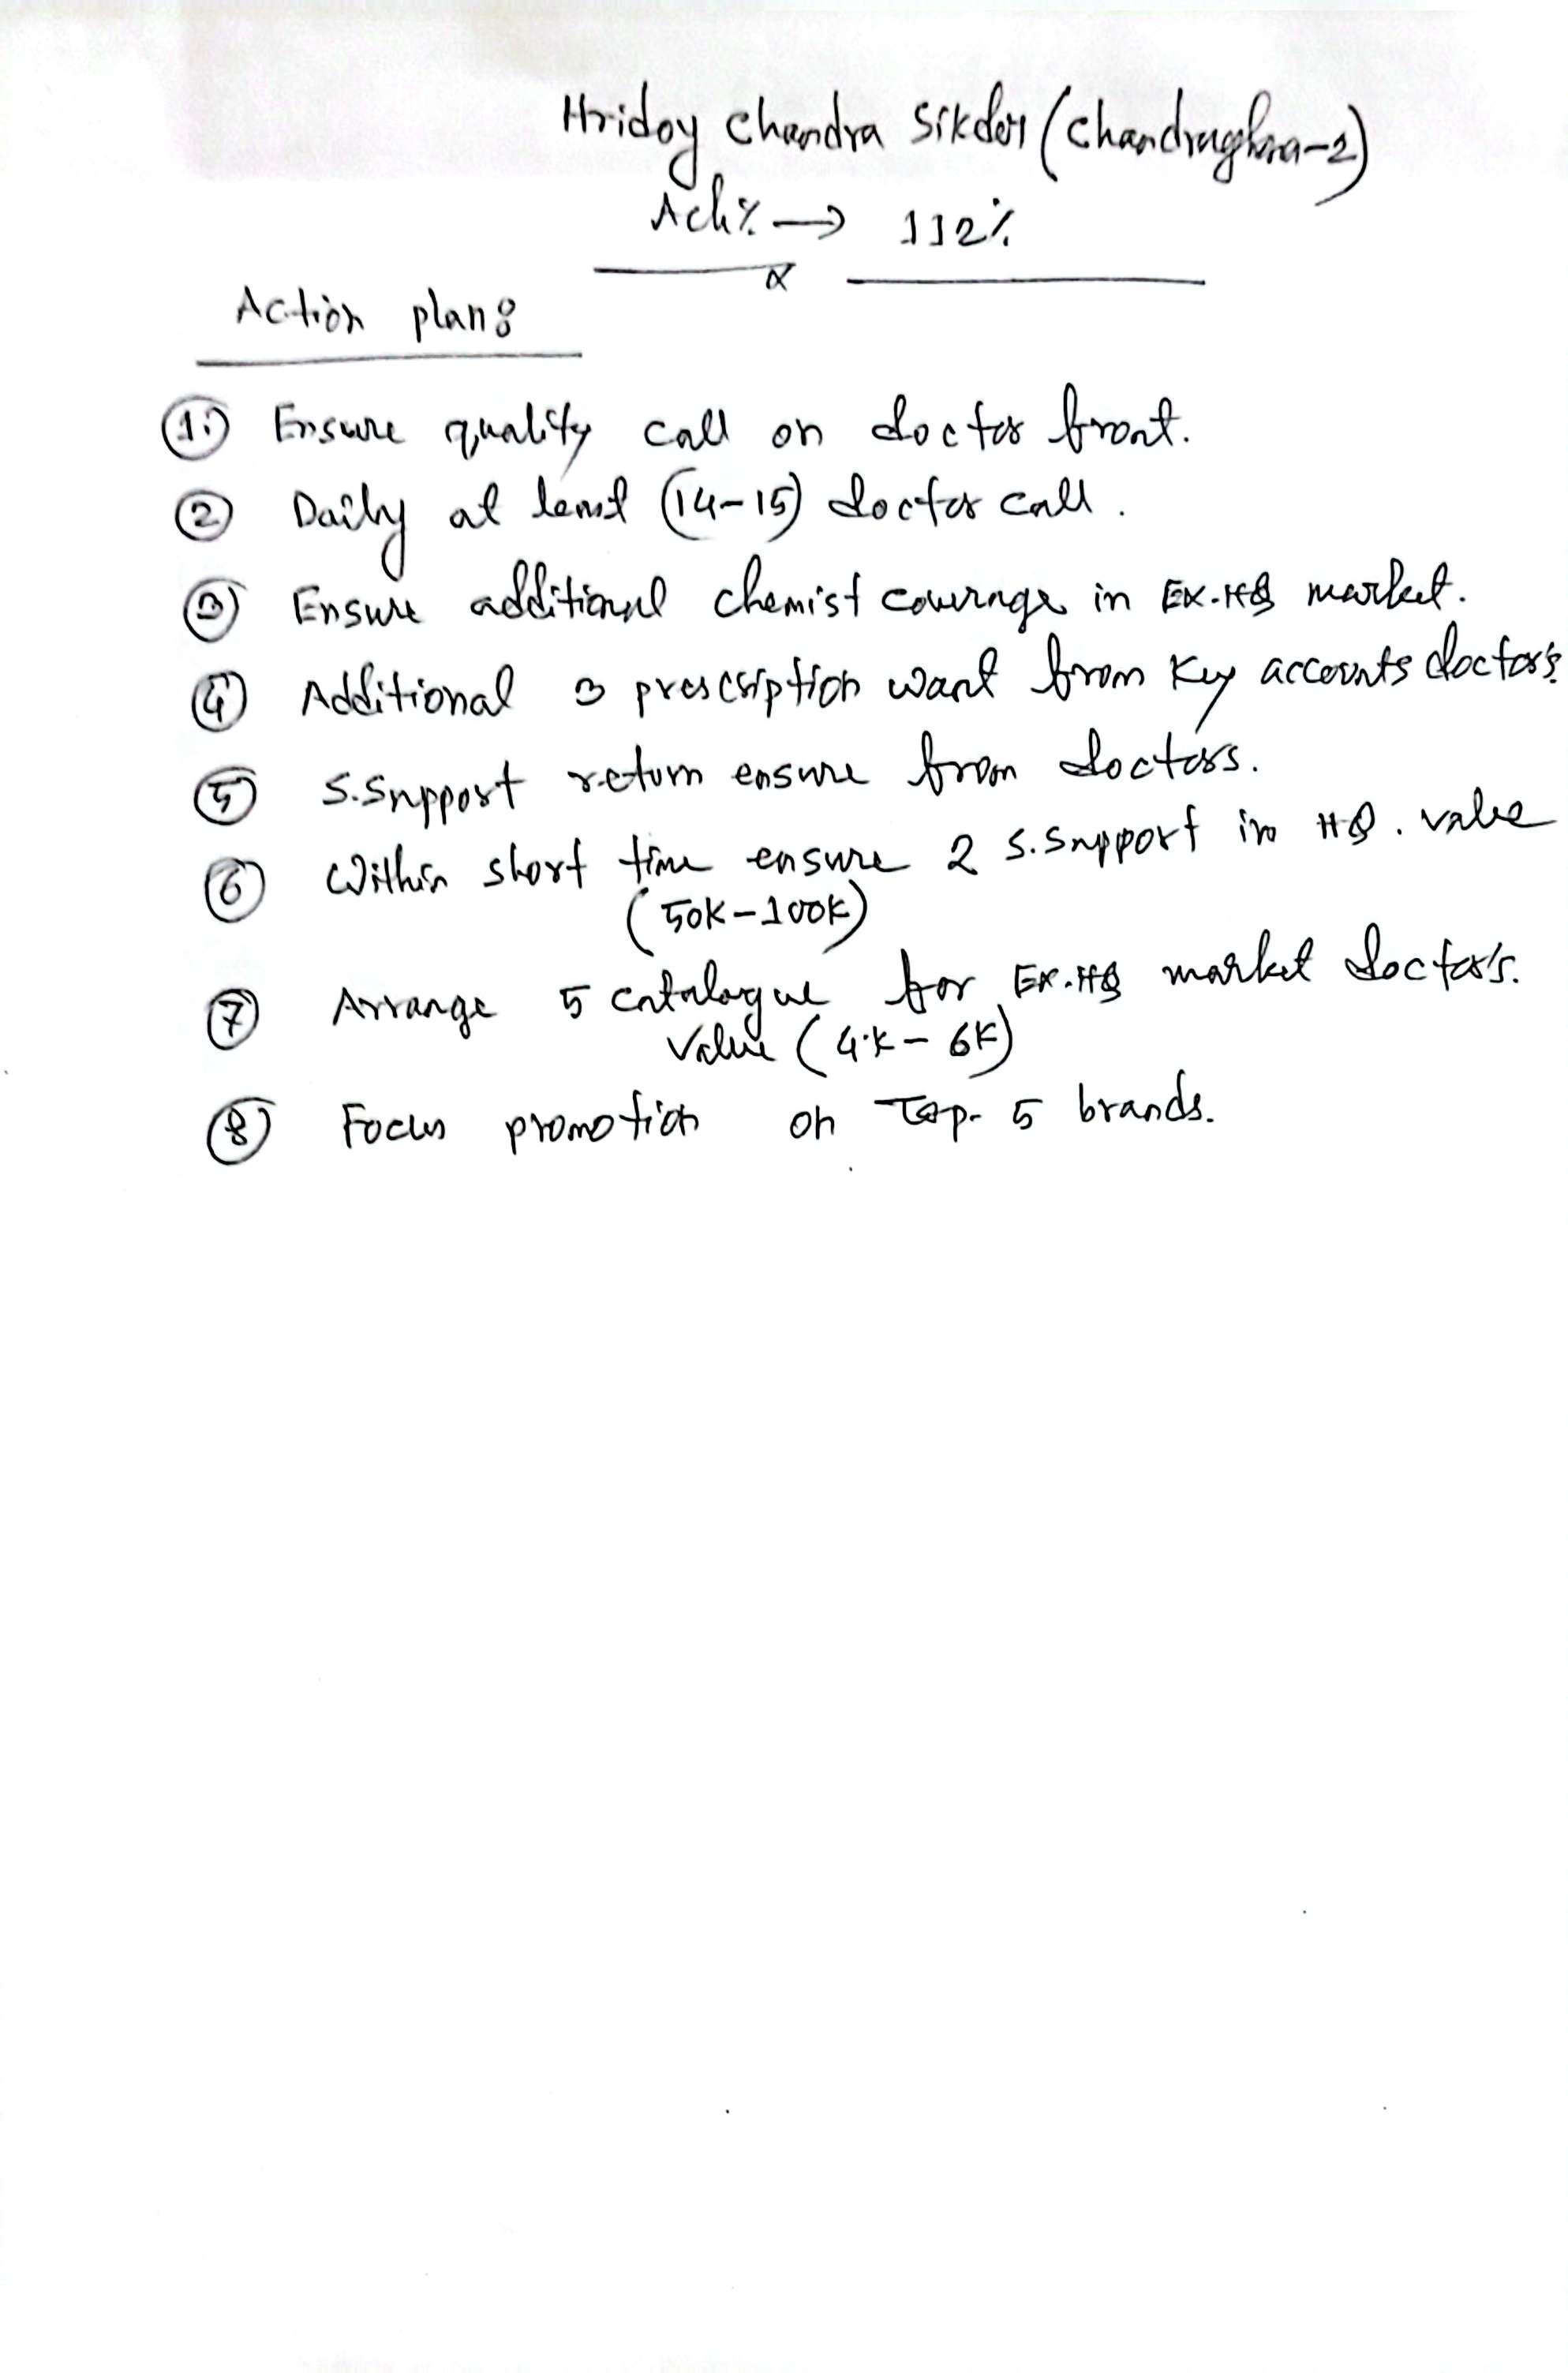 Hridoy Chandra Sikder (Chandraghona-2)
Ach% → 112%
Action plan:
1. Ensure quality call on doctor front.
2 Daily at least (14-15) doctor call.
3 Ensure additional chemist coverage in EX.HQ market.
4 Additional 3 prescription want from Key accounts doctor's.
5 S.Support return ensure from doctors.
6 Within short time ensure 2 S.Support in HQ. value
(50K-100K)
7 Arrange 5 catalogue for EX.HQ market doctor's.
Value (4K-6K)
8 Focus promotion on Top-5 brands.